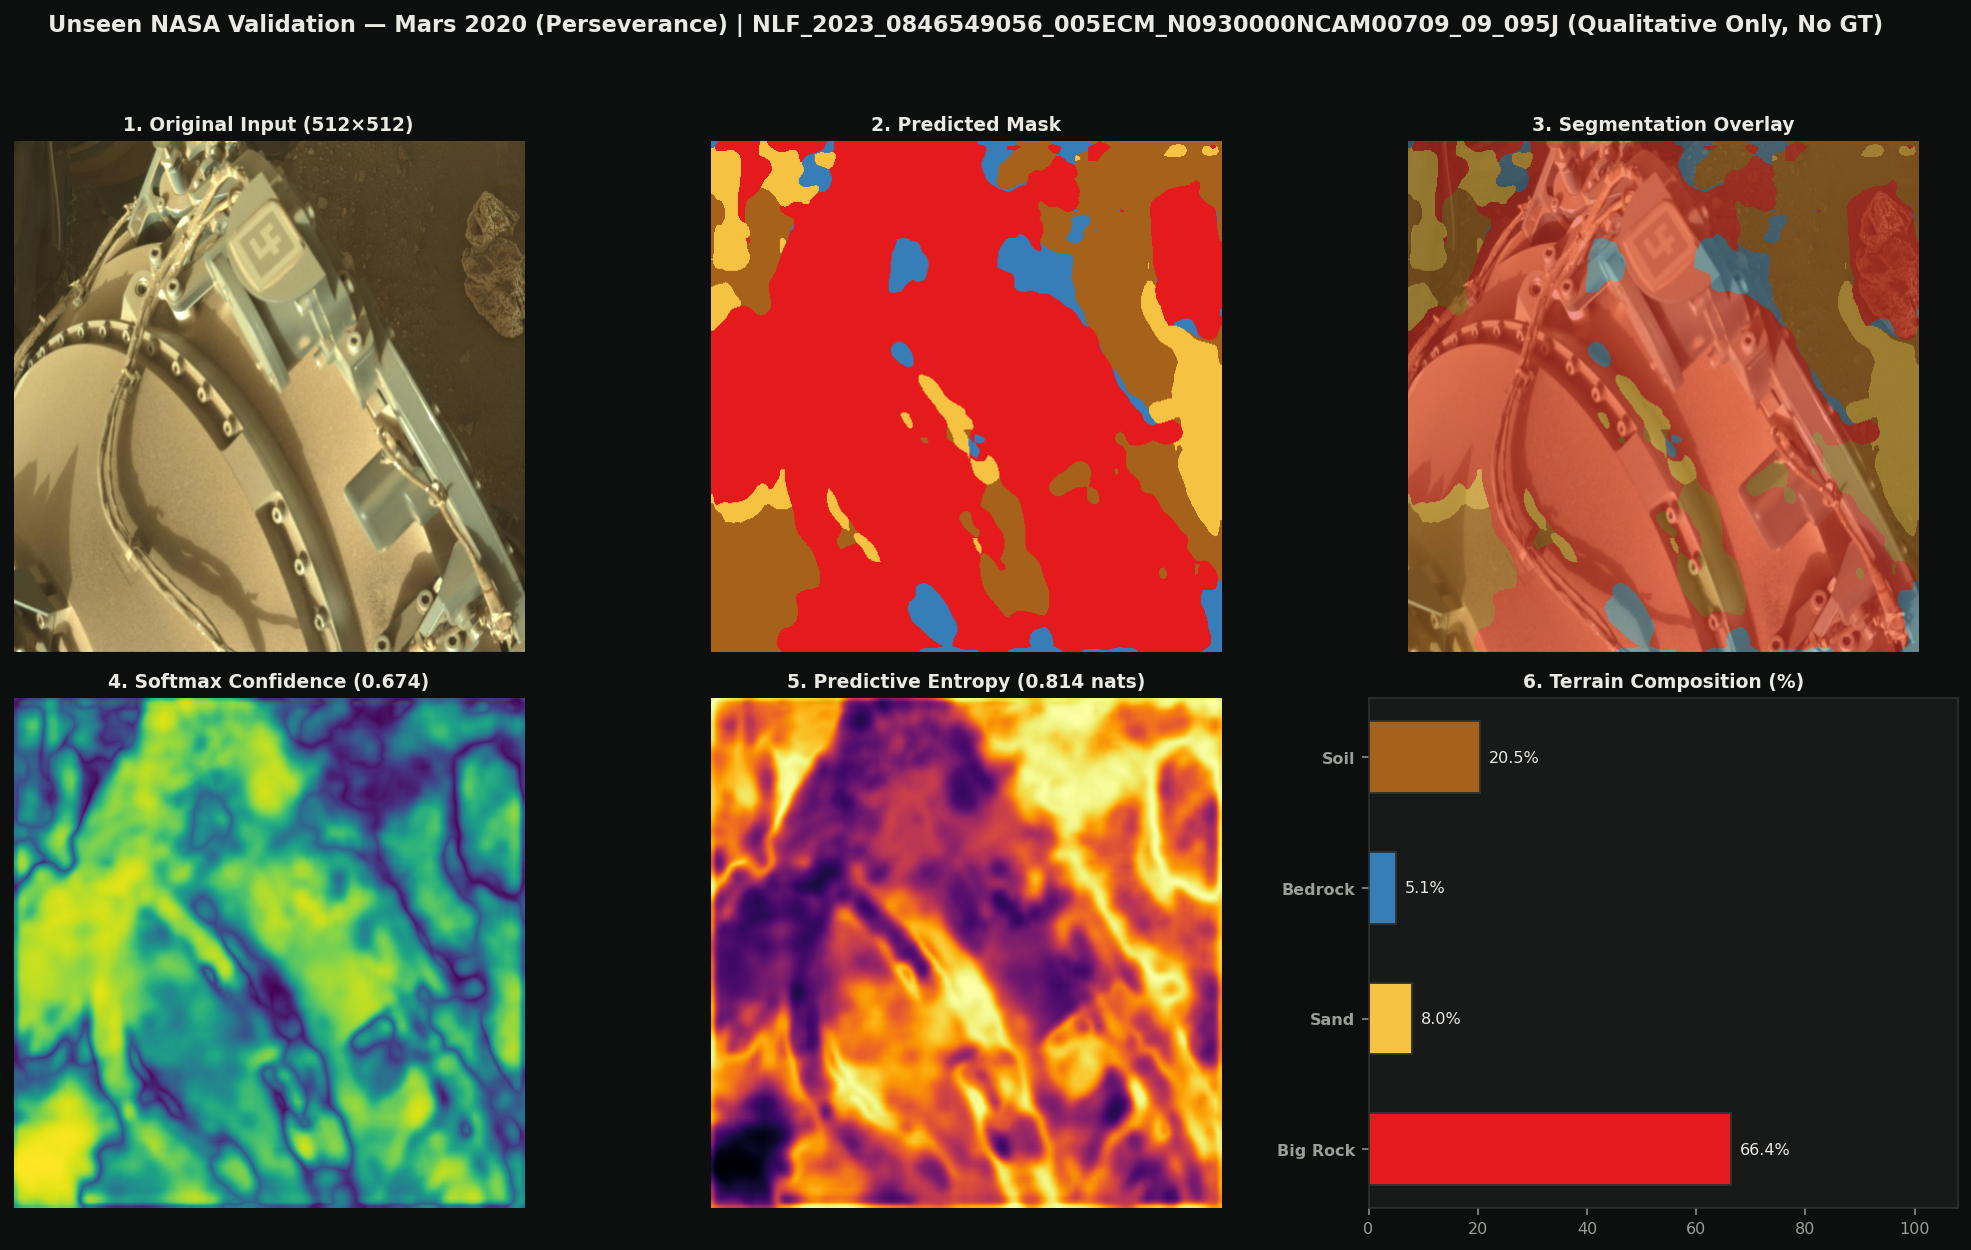 Unseen NASA Validation — Mars 2020 (Perseverance) | NLF_2023_0846549056_005ECM_N0930000NCAM00709_09_095J (Qualitative Only, No GT)
1. Original Input (512×512)
2. Predicted Mask
3. Segmentation Overlay
4. Softmax Confidence (0.674)
5. Predictive Entropy (0.814 nats)
6. Terrain Composition (%)
Soil
20.5%
Bedrock
5.1%
Sand
8.0%
Big Rock
66.4%
0
20
40
60
80
100